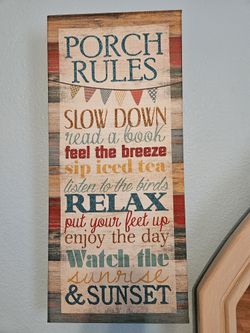 PORCH
RULES
SLOW DOWN
read a book
feel the breeze
sip iced tea
listen to the birds
RELAX
put your feet up
enjoy the day
Watch the
sunrise
& SUNSET